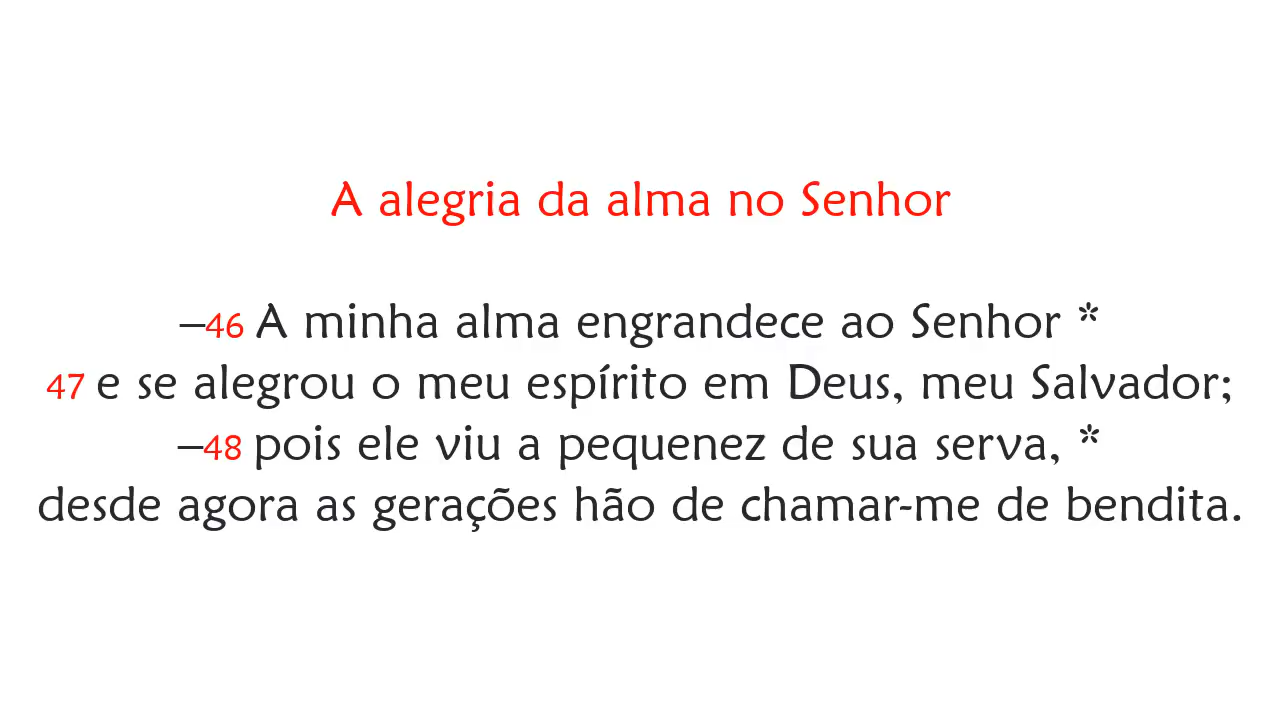 A alegria da alma no Senhor
–46 A minha alma engrandece ao Senhor *
47 e se alegrou o meu espírito em Deus, meu Salvador;
–48 pois ele viu a pequenez de sua serva, *
desde agora as gerações hão de chamar-me de bendita.